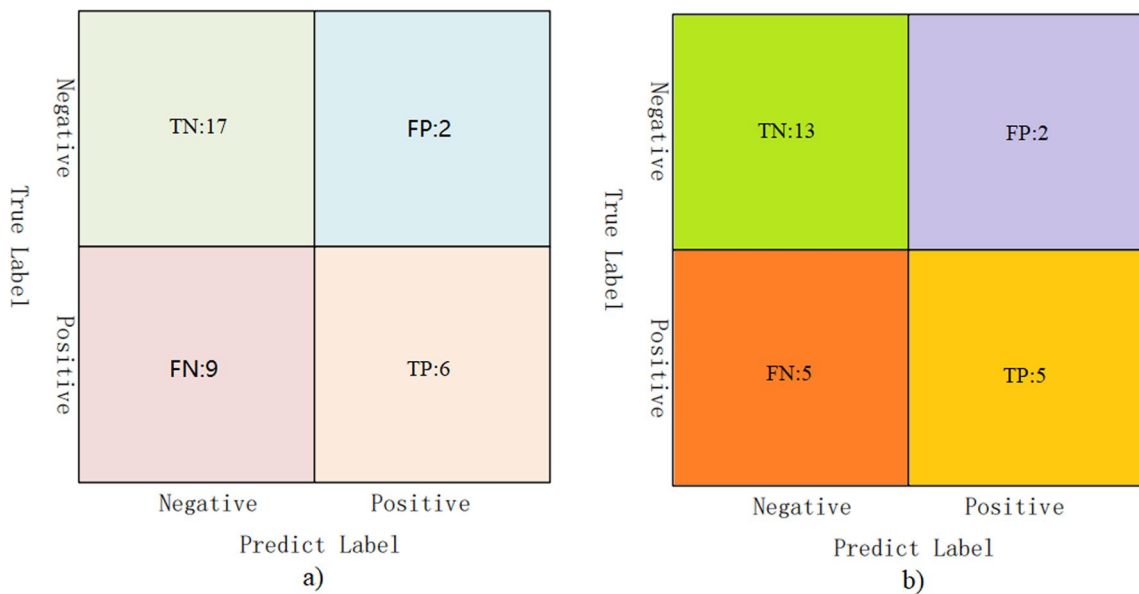 Negative
TN:17
FP:2
True Label
Positive
FN:9
TP:6
Negative
Positive
Predict Label
a)
Negative
TN:13
FP:2
True Label
Positive
FN:5
TP:5
Negative
Positive
Predict Label
b)